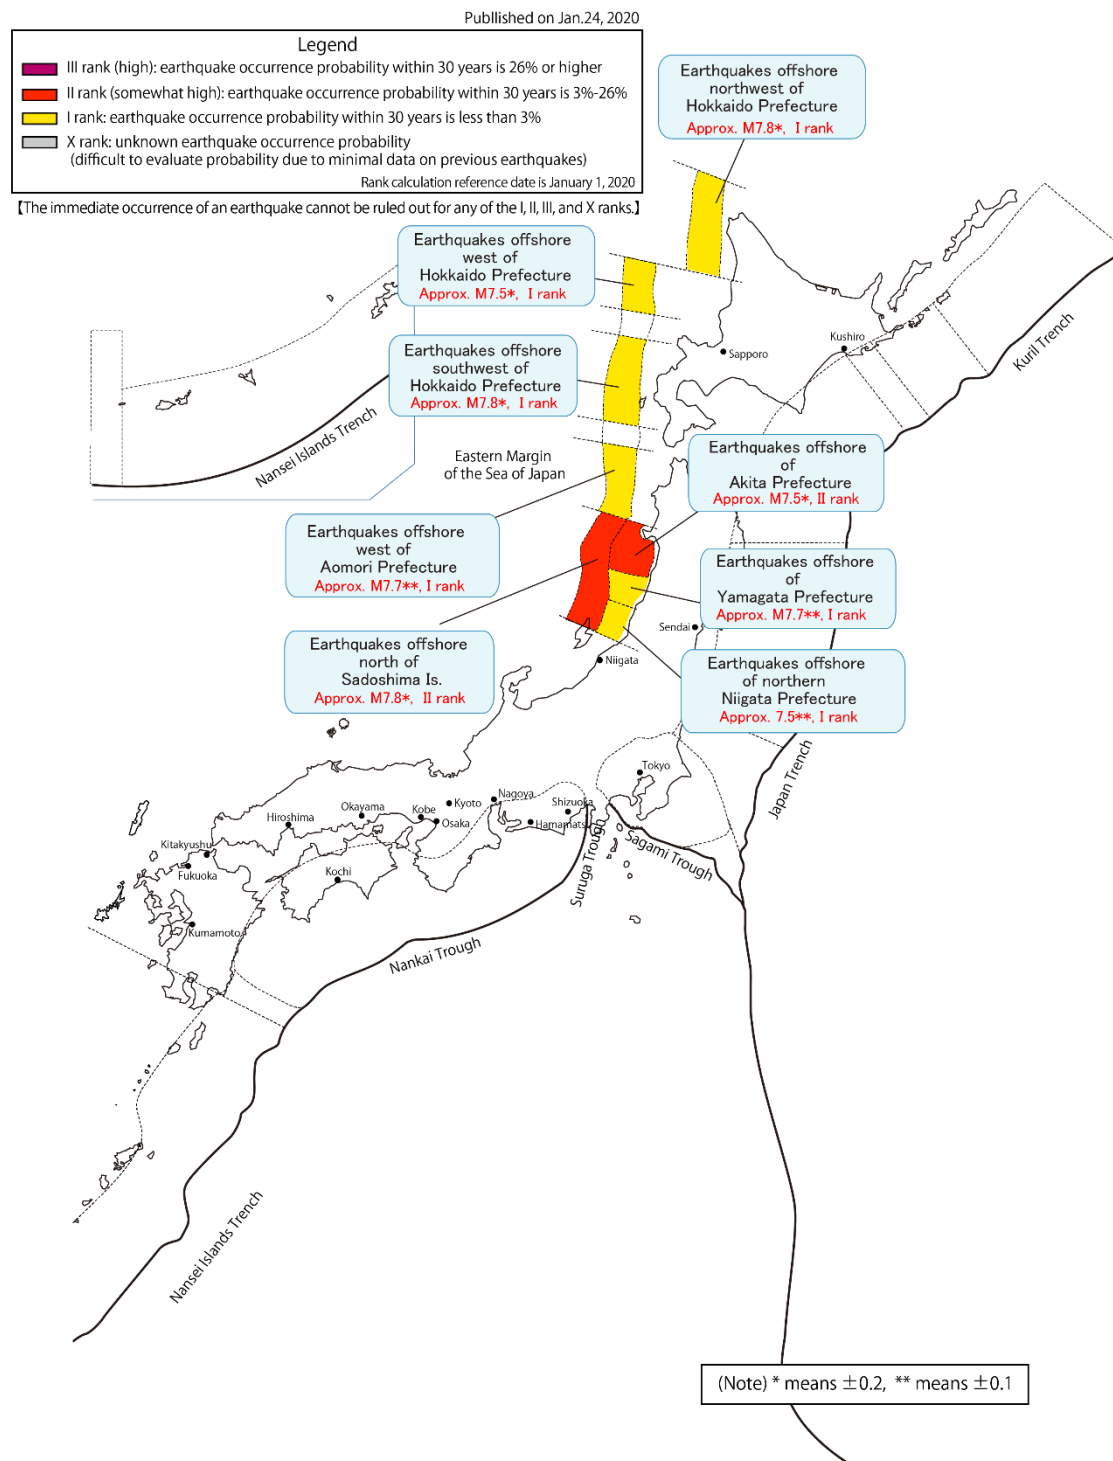 Publlished on Jan.24, 2020
Legend
III rank (high): earthquake occurrence probability within 30 years is 26% or higher
II rank (somewhat high): earthquake occurrence probability within 30 years is 3%-26%
I rank: earthquake occurrence probability within 30 years is less than 3%
X rank: unknown earthquake occurrence probability
(difficult to evaluate probability due to minimal data on previous earthquakes)
Rank calculation reference date is January 1, 2020
【The immediate occurrence of an earthquake cannot be ruled out for any of the I, II, III, and X ranks.】
Earthquakes offshore
northwest of
Hokkaido Prefecture
Approx. M7.8*, I rank
Earthquakes offshore
west of
Hokkaido Prefecture
Approx. M7.5*, I rank
Earthquakes offshore
southwest of
Hokkaido Prefecture
Approx. M7.8*, I rank
Sapporo
Kushiro
Kuril Trench
Nansei Islands Trench
Eastern Margin
of the Sea of Japan
Earthquakes offshore
of
Akita Prefecture
Approx. M7.5*, II rank
Earthquakes offshore
west of
Aomori Prefecture
Approx. M7.7**, I rank
Earthquakes offshore
of
Yamagata Prefecture
Approx. M7.7**, I rank
Sendai
Earthquakes offshore
north of
Sadoshima Is.
Approx. M7.8*, II rank
Niigata
Earthquakes offshore
of northern
Niigata Prefecture
Approx. 7.5**, I rank
Japan Trench
Tokyo
Nagoya
Kyoto
Shizuoka
Okayama
Kobe
Hiroshima
Osaka
Hamamats
Kitakyushu
Fukuoka
Kochi
Kumamoto
Suruga Trough
Sagami Trough
Nankai Trough
Nansei Islands Trench
(Note) * means ±0.2, ** means ±0.1